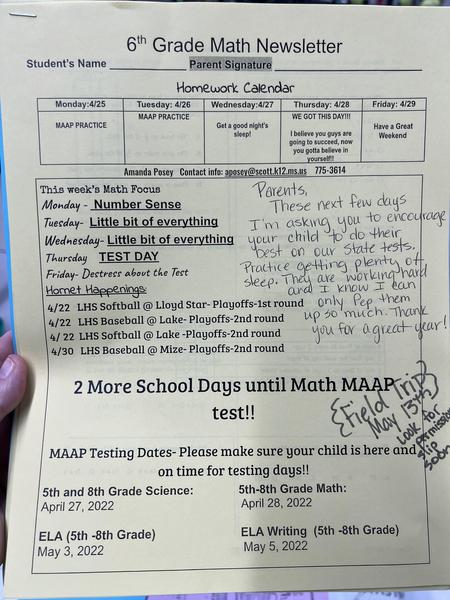 6th Grade Math Newsletter
Student's Name ____________ Parent Signature ____________
Homework Calendar
Monday:4/25 Tuesday: 4/26 Wednesday:4/27 Thursday: 4/28 Friday: 4/29
MAAP PRACTICE
MAAP PRACTICE
Get a good night's
sleep!
WE GOT THIS DAY!!!
I believe you guys are
going to succeed, now
you gotta believe in
yourself!!
Have a Great
Weekend
Amanda Posey Contact info: aposey@scott.k12.ms.us 775-3614
This week's Math Focus
Monday - Number Sense
Tuesday- Little bit of everything
Wednesday- Little bit of everything
Thursday TEST DAY
Friday- Destress about the Test
Hornet Happenings:
4/22 LHS Softball @ Lloyd Star- Playoffs-1st round
4/22 LHS Baseball @ Lake- Playoffs-2nd round
4/ 22 LHS Softball @ Lake -Playoffs-2nd round
4/30 LHS Baseball @ Mize- Playoffs-2nd round
Parents,
These next few days
I'm asking you to encourage
your child to do their
best on our State tests.
Practice getting plenty of
sleep. They are working hard
and I know I can
only Pep them
up so much. Thank
you for a great year!
2 More School Days until Math MAAP
test!!
{Field Trip}
May 13th
Look for
permission
slip
soon
MAAP Testing Dates- Please make sure your child is here and
on time for testing days!!
5th and 8th Grade Science:
April 27, 2022
5th-8th Grade Math:
April 28, 2022
ELA (5th -8th Grade)
May 3, 2022
ELA Writing (5th -8th Grade)
May 5, 2022